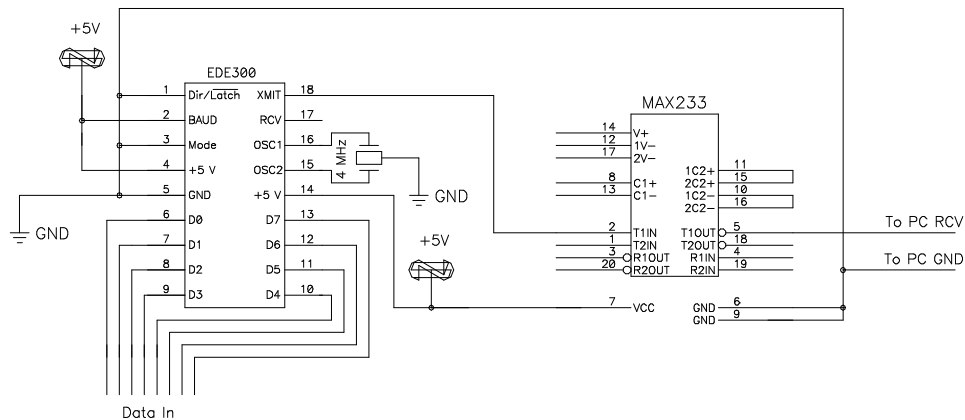 +5V
EDE300
1 Dir/Latch XMIT 18
2 BAUD RCV 17
3 Mode OSC1 16
4 +5 V OSC2 15
5 GND +5 V 14
6 D0 D7 13
7 D1 D6 12
8 D2 D5 11
9 D3 D4 10
4 MHz
GND
GND
Data In
+5V
MAX233
14 V+
12 1V-
17 2V-
8 C1+
13 C1-
1C2+ 11
2C2+ 15
1C2- 10
2C2- 16
2 T1IN T1OUT 5
1 T2IN T2OUT 18
3 R1OUT R1IN 4
20 R2OUT R2IN 19
7 VCC GND 6
GND 9
To PC RCV
To PC GND